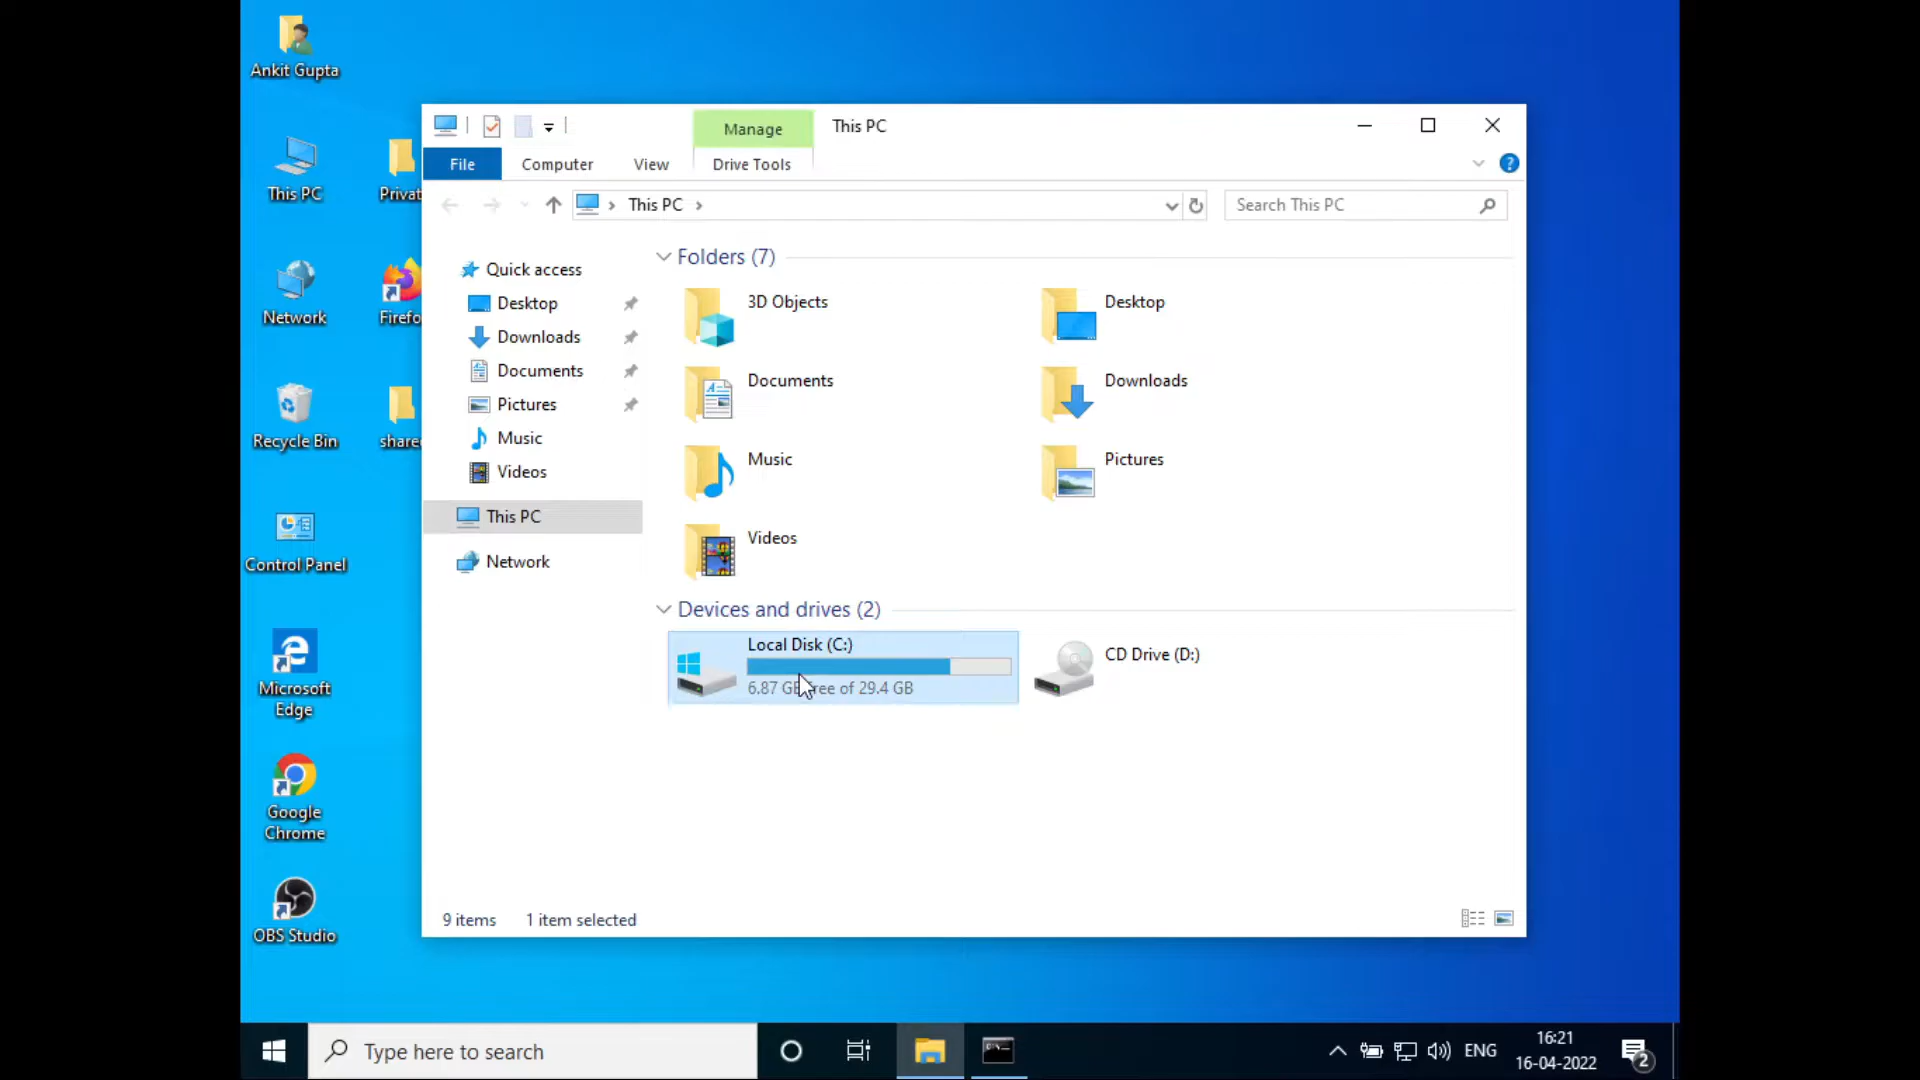 Ankit Gupta
This PC
Privat
Network
Firefo
Recycle Bin
share
Control Panel
Microsoft
Edge
Google
Chrome
OBS Studio
Manage
This PC
File
Computer
View
Drive Tools
This PC
Search This PC
Quick access
Desktop
Downloads
Documents
Pictures
Music
Videos
This PC
Network
Folders (7)
3D Objects
Desktop
Documents
Downloads
Music
Pictures
Videos
Devices and drives (2)
Local Disk (C:)
6.87 GB free of 29.4 GB
CD Drive (D:)
9 items
1 item selected
Type here to search
ENG
16:21
16-04-2022
2